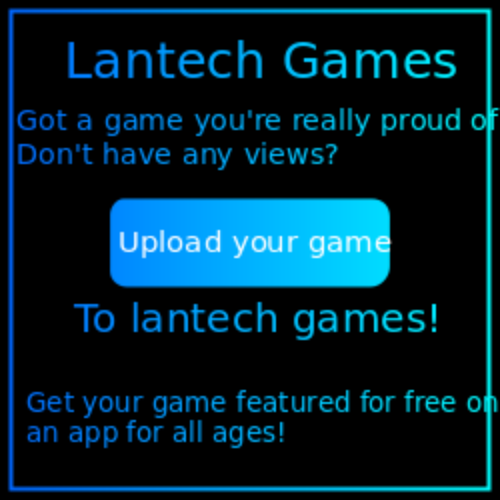 Lantech Games
Got a game you're really proud of
Don't have any views?
Upload your game
To lantech games!
Get your game featured for free on
an app for all ages!